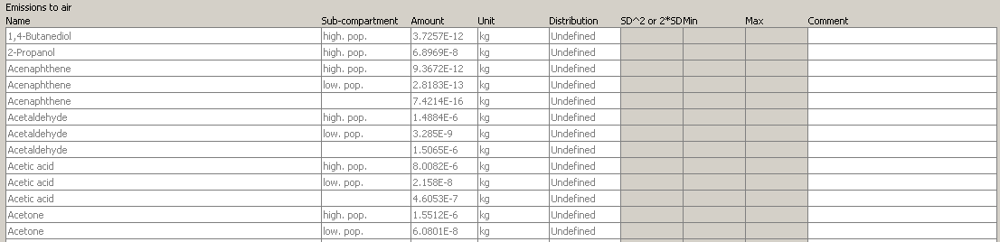 Emissions to air
Name Sub-compartment Amount Unit Distribution SD^2 or 2*SD Min Max Comment
1,4-Butanediol high. pop. 3.7257E-12 kg Undefined
2-Propanol high. pop. 6.8969E-8 kg Undefined
Acenaphthene high. pop. 9.3672E-12 kg Undefined
Acenaphthene low. pop. 2.8183E-13 kg Undefined
Acenaphthene 7.4214E-16 kg Undefined
Acetaldehyde high. pop. 1.4884E-6 kg Undefined
Acetaldehyde low. pop. 3.285E-9 kg Undefined
Acetaldehyde 1.5065E-6 kg Undefined
Acetic acid high. pop. 8.0082E-6 kg Undefined
Acetic acid low. pop. 2.158E-8 kg Undefined
Acetic acid 4.6053E-7 kg Undefined
Acetone high. pop. 1.5512E-6 kg Undefined
Acetone low. pop. 6.0801E-8 kg Undefined